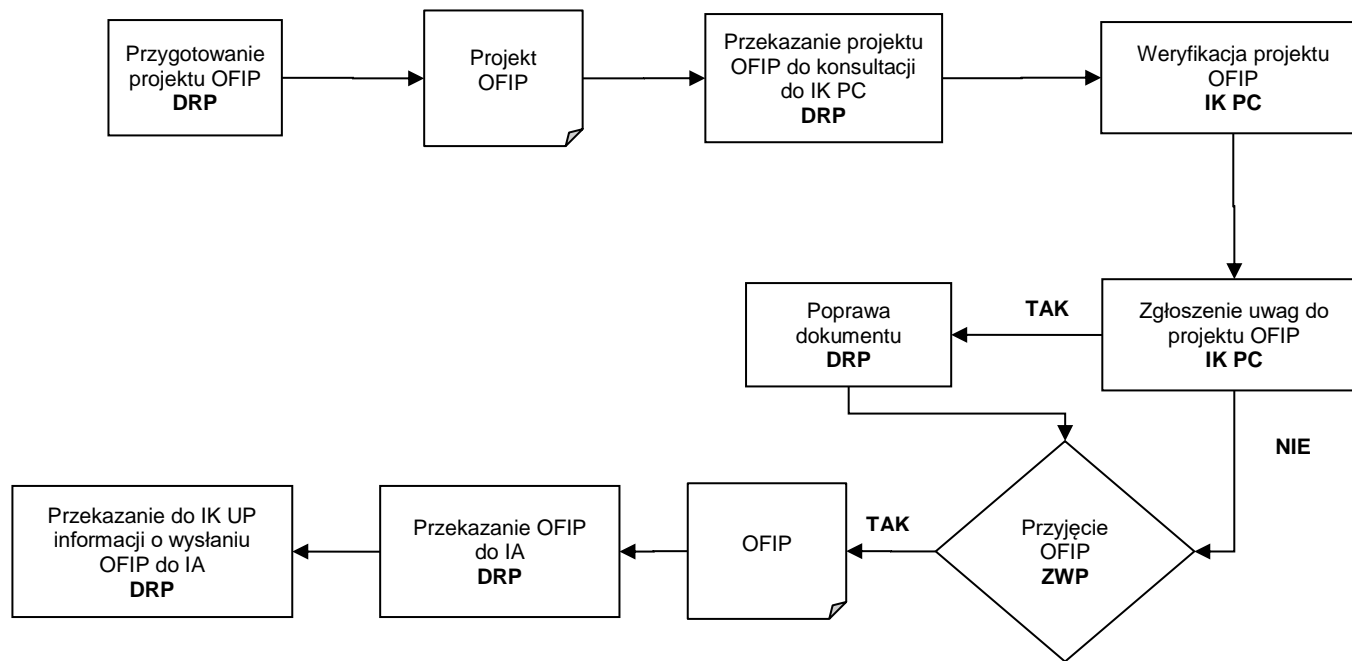 Przygotowanie
projektu OFIP
DRP
Projekt
OFIP
Przekazanie projektu
OFIP do konsultacji
do IK PC
DRP
Weryfikacja projektu
OFIP
IK PC
Zgłoszenie uwag do
projektu OFIP
IK PC
TAK
Poprawa
dokumentu
DRP
NIE
Przyjęcie
OFIP
ZWP
TAK
OFIP
Przekazanie OFIP
do IA
DRP
Przekazanie do IK UP
informacji o wysłaniu
OFIP do IA
DRP